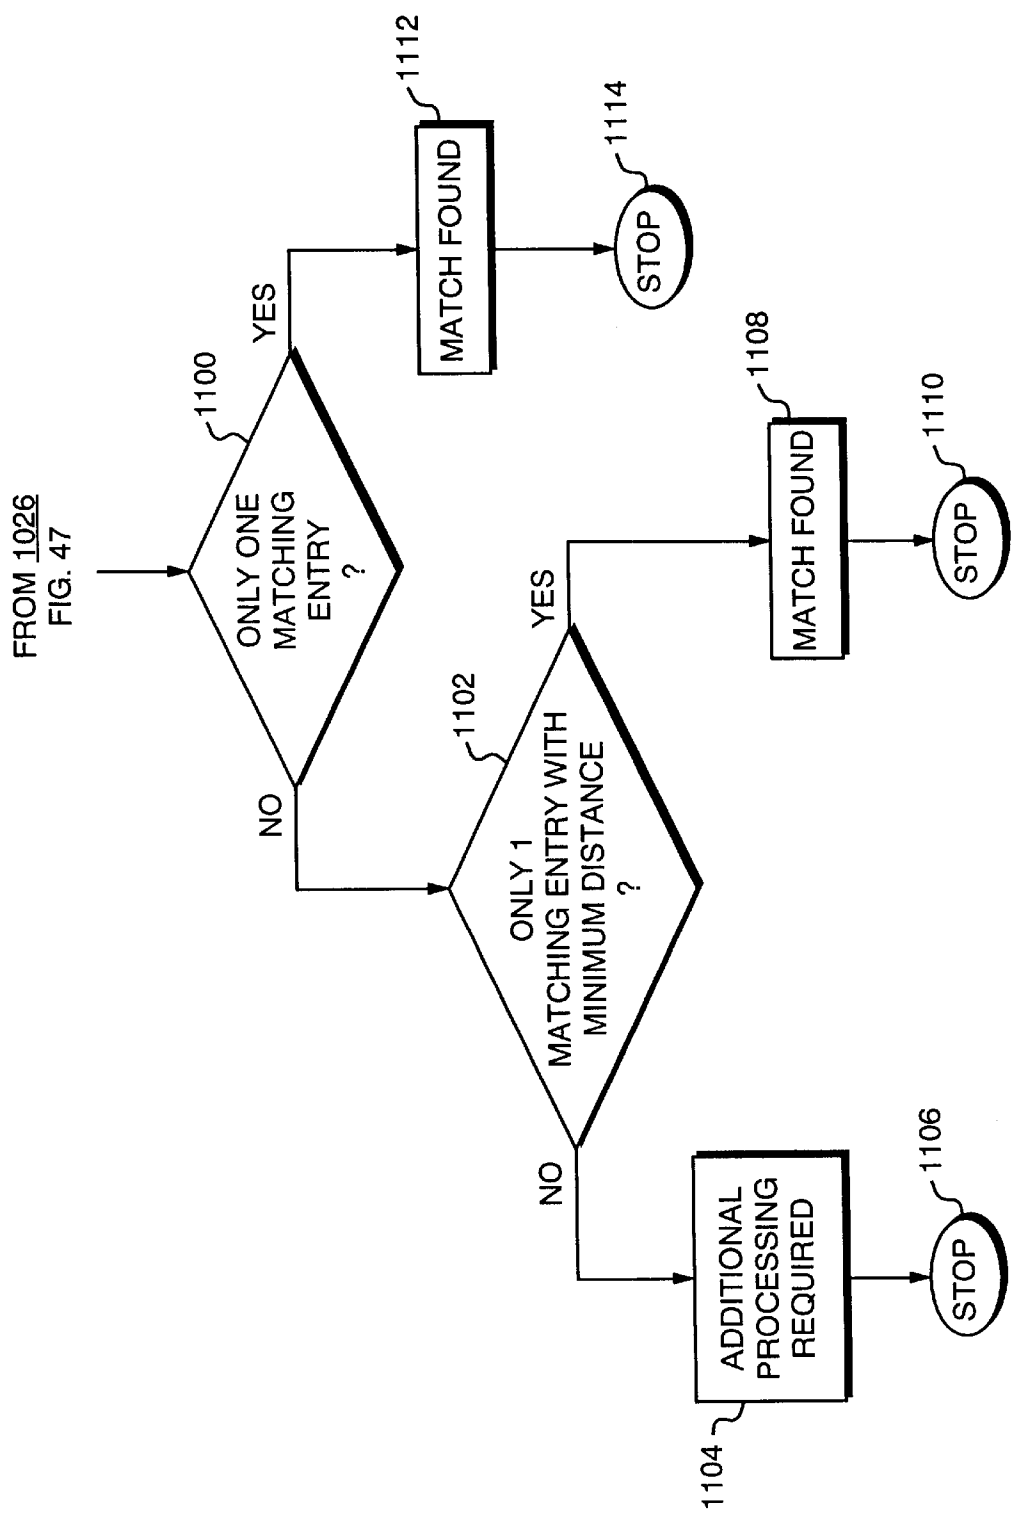 FROM 1026
FIG. 47
1100
ONLY ONE
MATCHING
ENTRY
?
YES
NO
1112
MATCH FOUND
1114
STOP
1102
ONLY 1
MATCHING ENTRY WITH
MINIMUM DISTANCE
?
YES
NO
1108
MATCH FOUND
1110
STOP
1104
ADDITIONAL
PROCESSING
REQUIRED
1106
STOP